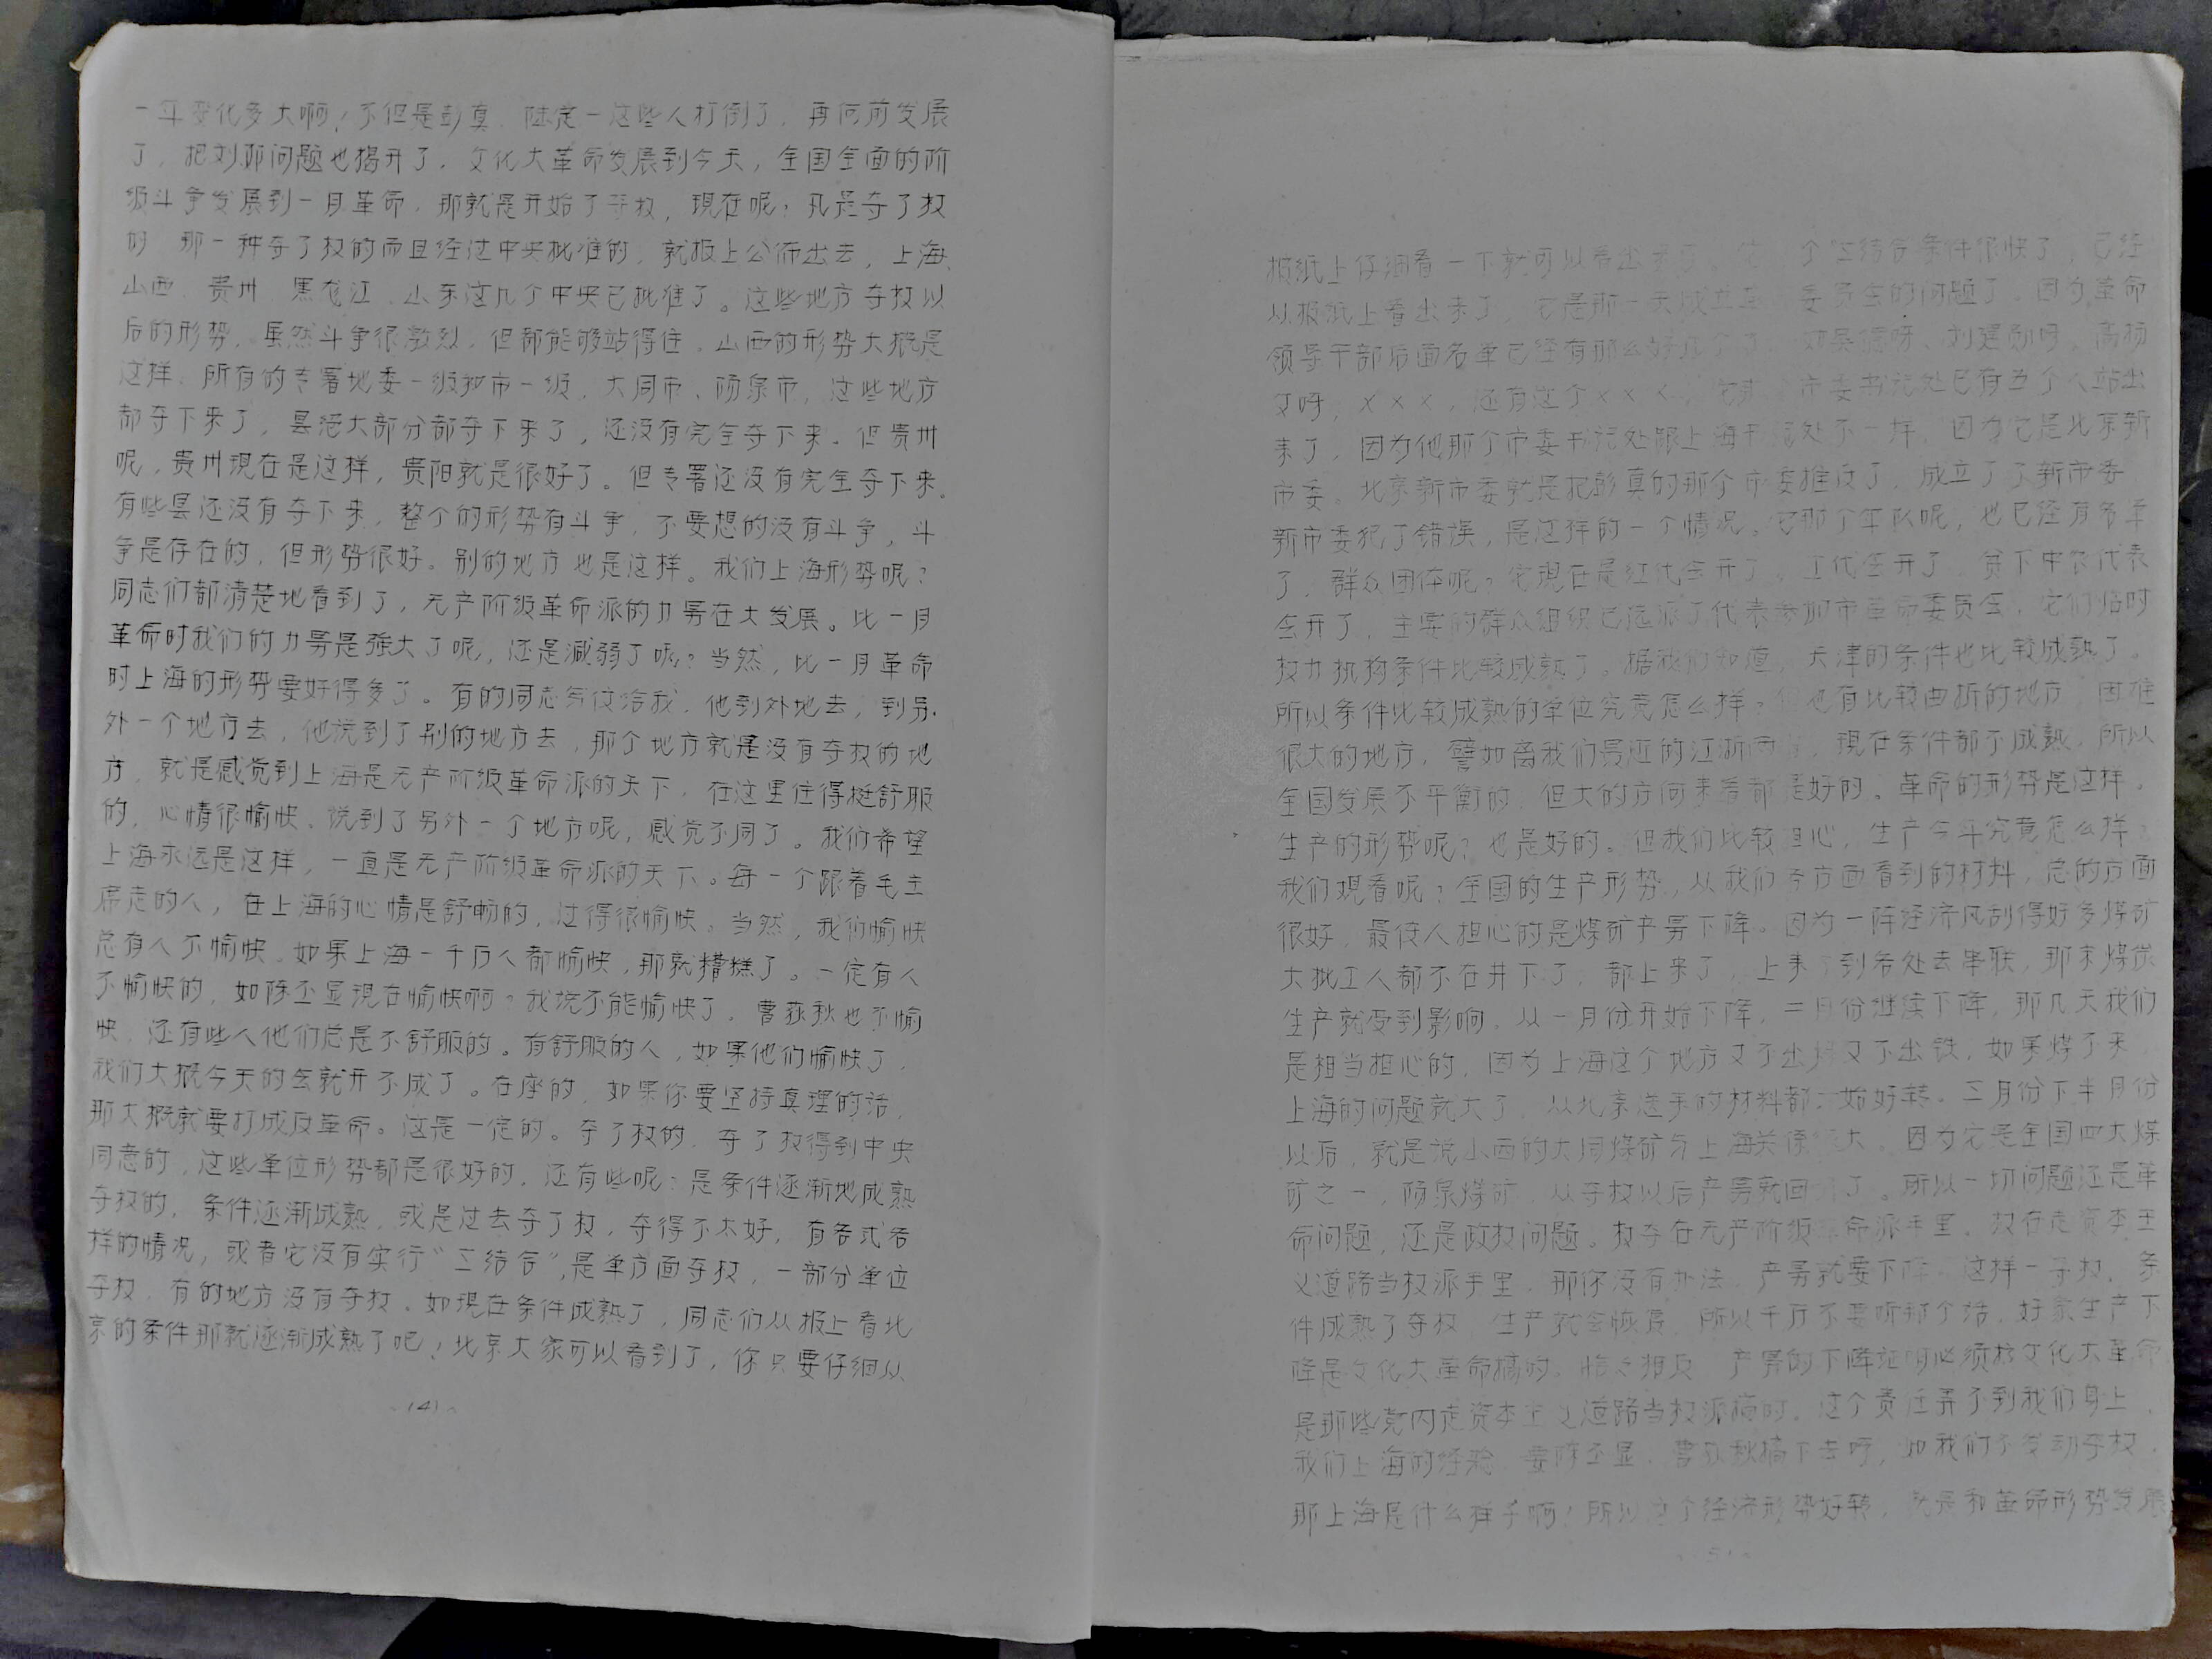 一年变化多大啊！不但是彭真、陆定一这些人打倒了，再向前发展
了，把刘邓问题也揭开了，文化大革命发展到今天，全国全面的阶
级斗争发展到一月革命，那就是开始了夺权，現在呢？凡是夺了权
的，那一种夺了权的而且经过中央批准的，就报上公佈出去，上海、
山西、贵州、黑龙江、山东这几个中央已批准了。这些地方夺权以
后的形势，虽然斗争很激烈，但都能够站得住，山西的形势大概是
这样，所有的专署地委一级和市一级，大同市、陽泉市，这些地方
都夺下来了，县绝大部分都夺下来了，还没有完全夺下来。但贵州
呢，贵州現在是这样，贵阳就是很好了。但专署还没有完全夺下来，
有些县还没有夺下来，整个的形势有斗争，不要想的没有斗争，斗
争是存在的，但形势很好。别的地方也是这样。我们上海形势呢？
同志们都清楚地看到了，无产阶级革命派的力量在大发展。比一月
革命时我们的力量是強大了呢，还是減弱了呢？当然，比一月革命
时上海的形势要好得多了。有的同志写信给我，他到外地去，到另
外一个地方去，他说到了别的地方去，那个地方就是没有夺权的地
方，就是感觉到上海是无产阶级革命派的天下，在这里住得挺舒服
的，心情很愉快。说到了另外一个地方呢，感觉不同了。我们希望
上海永远是这样，一直是无产阶级革命派的天下。每一个跟着毛主
席走的人，在上海的心情是舒畅的，过得很愉快。当然，我们愉快
总有人不愉快。如果上海一千万人都愉快，那就糟糕了。一定有人
不愉快的，如陈丕显現在愉快啊？我说不能愉快了，曹荻秋也不愉
快，还有些人他们总是不舒服的。有舒服的人，如果他们愉快了，
我们大概今天的会就开不成了。在座的，如果你要坚持真理的话，
那大概就要打成反革命。这是一定的。夺了权的，夺了权得到中央
同意的，这些单位形势都是很好的，还有些呢？是条件逐渐地成熟
夺权的，条件逐渐成熟，或是过去夺了权，夺得不太好，有各式各
样的情况，或者它没有实行“三结合”，是单方面夺权，一部分单位
夺权，有的地方没有夺权。如现在条件成熟了，同志们从报上看北
京的条件那就逐渐成熟了吧！北京大家可以看到了，你只要仔细从
(4)
报纸上仔细看一下就可以看出 个三结合条件很快了，已经
从报纸上看出来了，它是那一天成立 委员会的问题了。因为革命
领导干部后面名单已经有那么好几 如吴德呀、刘建勋呀、高扬
文呀，×××，还有这个×××， 市委书记处已有五个人站出
来了，因为他那个市委书记处跟上海书记处不一样，因为它是北京新
市委。北京新市委就是把彭真的那个市委推 了，成立了了新市委
新市委犯了错误，是这样的一个情况。它那个军队呢，也已经有名单
了，群众团体呢？它现在是红代会开了，工代会开了，贫下中农代表
会开了，主要的群众组织已选派了代表参加市革命委员会，它们临时
权力机构条件比较成熟了。据我们知道，天津的条件也比较成熟了。
所以条件比较成熟的单位究竟怎么样？ 也有比较曲折的地方，困难
很大的地方，譬如离我们最近的江浙两 ，現在条件都不成熟，所以
全国发展不平衡的，但大的方向来看都是好的。革命的形势是这样，
生产的形势呢？也是好的。但我们比较担心，生产今年究竟怎么样？
我们观看呢？全国的生产形势，从我们各方面看到的材料，总的方面
很好，最使人担心的是煤矿产量下降。因为一阵经济风刮得好多煤矿
大批工人都不在井下了，都上来了，上来了到各处去串联，那末煤炭
生产就受到影响，从一月份开始下降，二月份继续下降，那几天我们
是相当担心的，因为上海这个地方又不出煤又不出铁，如果煤不来
上海的问题就大了，从北京送来的材料都 始好转。三月份下半月份
以后，就是说山西的大同煤矿与上海关系 大，因为它是全国四大煤
矿之一，陽泉煤矿，从夺权以后产量就回升了。所以一切问题还是革
命问题，还是政权问题。权夺在无产阶级革命派手里，权在走资本主
义道路当权派手里，那你没有办法，产量就要下降，这样一夺权，条
件成熟了夺权，生产就会恢复，所以千万不要听那个话，好象生产下
降是文化大革命搞的。恰恰相反，产量的下降证明必须搞文化大革命
是那些党内走资本主义道路当权派搞的，这个责任弄不到我们身上，
我们上海的经验，要陈丕显，曹荻秋搞下去呀，如我们不发动夺权，
那上海是什么样子啊！所以这个经济形势好转， 是和革命形势发展
(5)